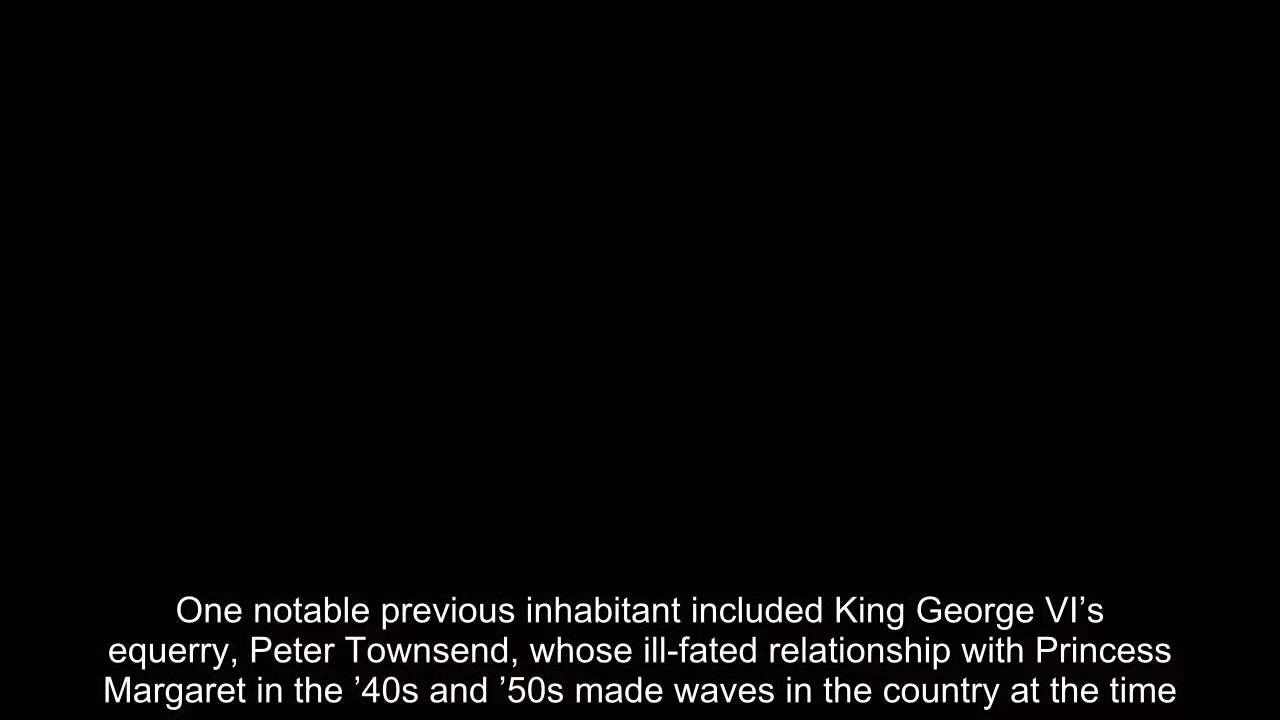 One notable previous inhabitant included King George VI’s
equerry, Peter Townsend, whose ill-fated relationship with Princess
Margaret in the ’40s and ’50s made waves in the country at the time